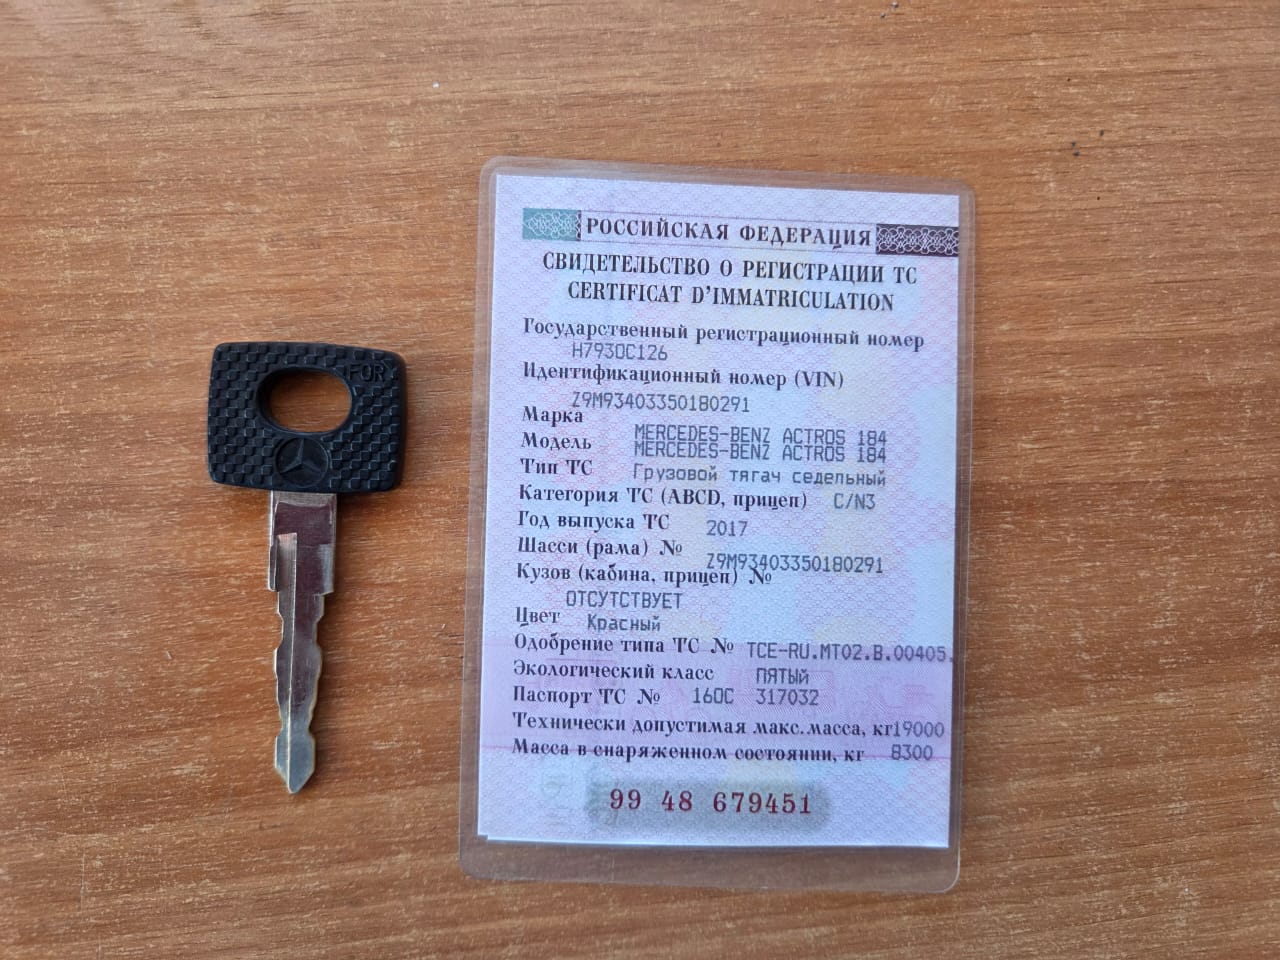 FOR
РОССИЙСКАЯ ФЕДЕРАЦИЯ
СВИДЕТЕЛЬСТВО О РЕГИСТРАЦИИ ТС
CERTIFICAT D'IMMATRICULATION
Государственный регистрационный номер
Н793ОС126
Идентификационный номер (VIN)
Z9M93403350180291
Марка MERCEDES-BENZ ACTROS 184
Модель MERCEDES-BENZ ACTROS 184
Тип ТС Грузовой тягач седельный
Категория ТС (ABCD, прицеп) C/N3
Год выпуска ТС 2017
Шасси (рама) № Z9M93403350180291
Кузов (кабина, прицеп) №
ОТСУТСТВУЕТ
Цвет Красный
Одобрение типа ТС № ТСЕ-RU.МТ02.В.00405.
Экологический класс ПЯТЫЙ
Паспорт ТС № 16ОС 317032
Технически допустимая макс.масса, кг19000
Масса в снаряженном состоянии, кг 8300
99 48 679451